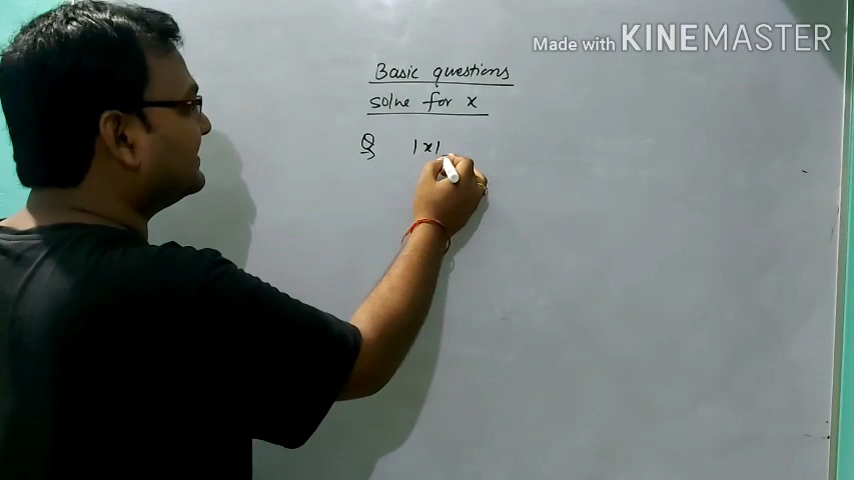 Made with KINEMASTER
Basic questions
solve for x
Q |x|